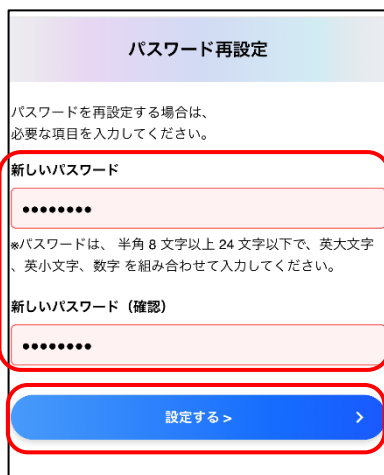 パスワード再設定
パスワードを再設定する場合は、
必要な項目を入力してください。
新しいパスワード
••••••••
※パスワードは、 半角 8 文字以上 24 文字以下で、英大文字
、英小文字、数字 を組み合わせて入力してください。
新しいパスワード（確認）
••••••••
設定する >